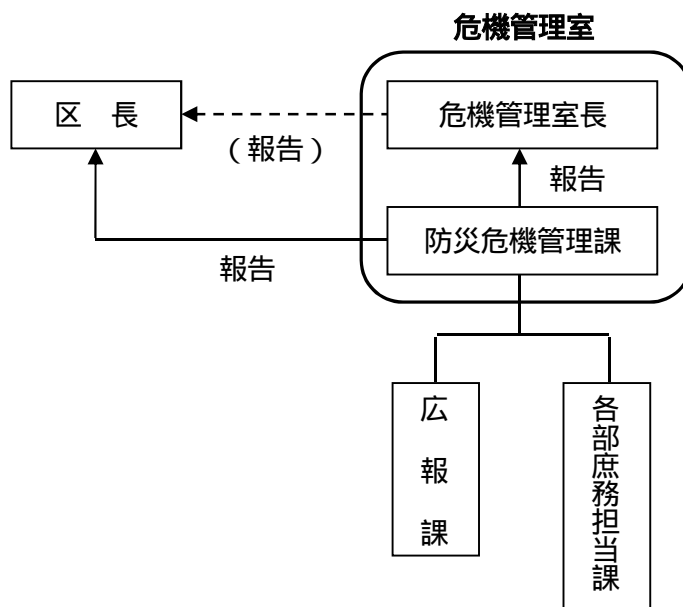 危機管理室
区　長
危機管理室長
（報告）
報告
防災危機管理課
報告
広報課
各部庶務担当課